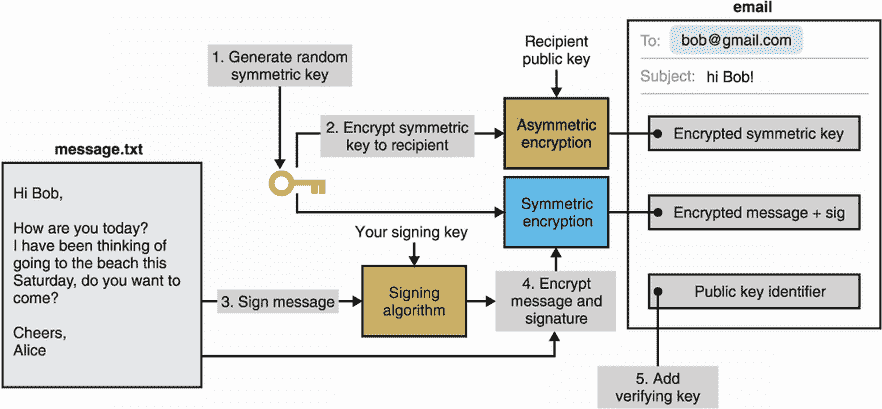 email
To: bob@gmail.com
Subject: hi Bob!
1. Generate random
symmetric key
Recipient
public key
2. Encrypt symmetric
key to recipient
Asymmetric
encryption
Encrypted symmetric key
message.txt
Hi Bob,
How are you today?
I have been thinking of
going to the beach this
Saturday, do you want to
come?
Cheers,
Alice
Symmetric
encryption
Encrypted message + sig
Your signing key
3. Sign message
Signing
algorithm
4. Encrypt
message and
signature
Public key identifier
5. Add
verifying key